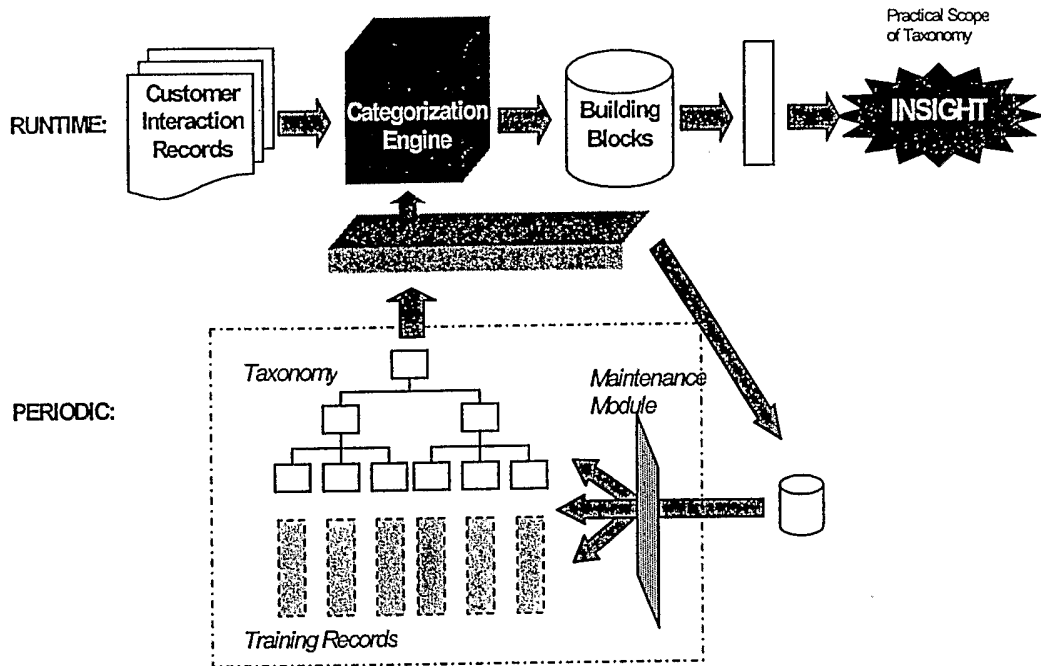 Practical Scope
of Taxonomy
RUNTIME:
Customer
Interaction
Records
Categorization
Engine
Building
Blocks
INSIGHT
PERIODIC:
Taxonomy
Maintenance
Module
Training Records